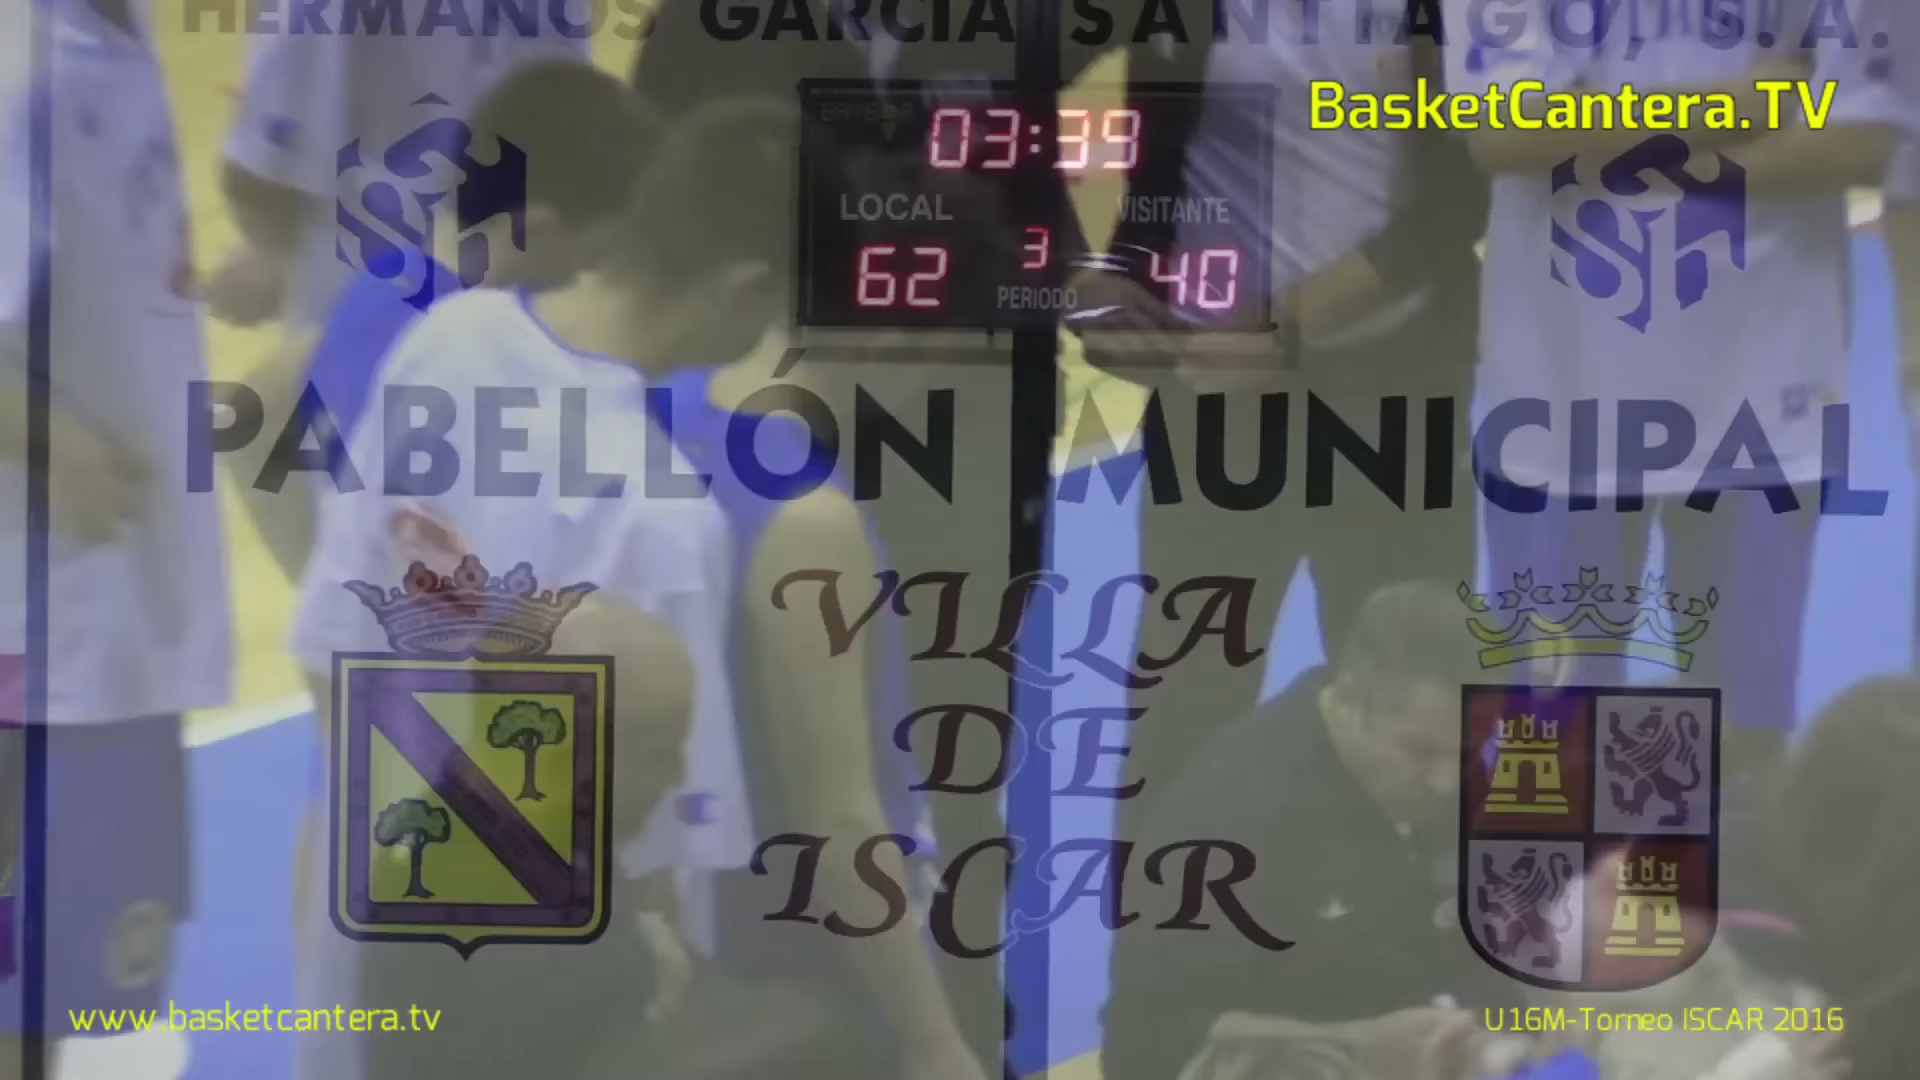 HERMANOS GARCÍA SANTIAGO, S.A.
BasketCantera.TV
03:39
LOCAL
VISITANTE
62
3
40
PERIODO
PABELLÓN MUNICIPAL
VILLA
DE
ISCAR
www.basketcantera.tv
U16M-Torneo ISCAR 2016